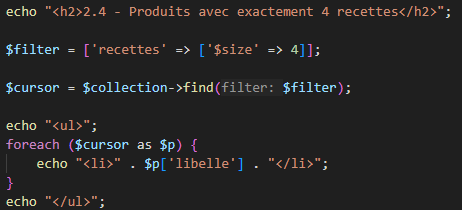 echo "<h2>2.4 - Produits avec exactement 4 recettes</h2>";
$filter = ['recettes' => ['$size' => 4]];
$cursor = $collection->find(filter: $filter);
echo "<ul>";
foreach ($cursor as $p) {
    echo "<li>" . $p['libelle'] . "</li>";
}
echo "</ul>";